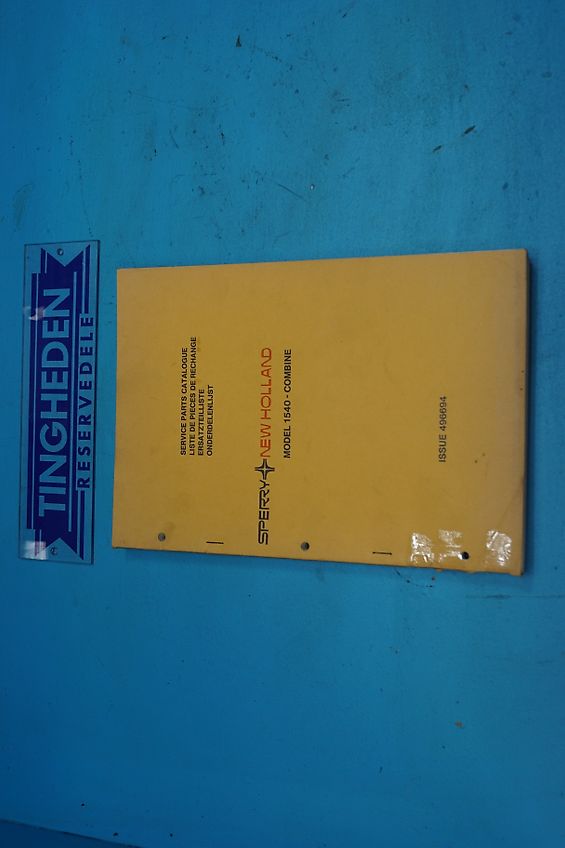 TINGHEDEN
RESERVEDELE
SERVICE PARTS CATALOGUE
LISTE DE PIECES DE RECHANGE
ERSATZTEILLISTE
ONDERDELENLIJST
SPERRY NEW HOLLAND
MODEL 1540 - COMBINE
ISSUE 496694